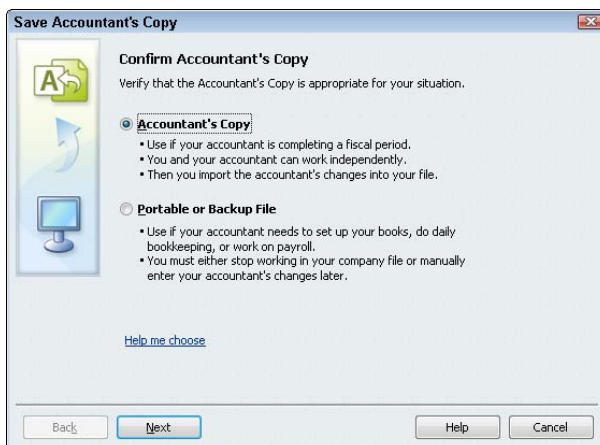 Save Accountant's Copy
Confirm Accountant's Copy
Verify that the Accountant's Copy is appropriate for your situation.
Accountant's Copy
• Use if your accountant is completing a fiscal period.
• You and your accountant can work independently.
• Then you import the accountant's changes into your file.
Portable or Backup File
• Use if your accountant needs to set up your books, do daily
bookkeeping, or work on payroll.
• You must either stop working in your company file or manually
enter your accountant's changes later.
Help me choose
Back Next Help Cancel